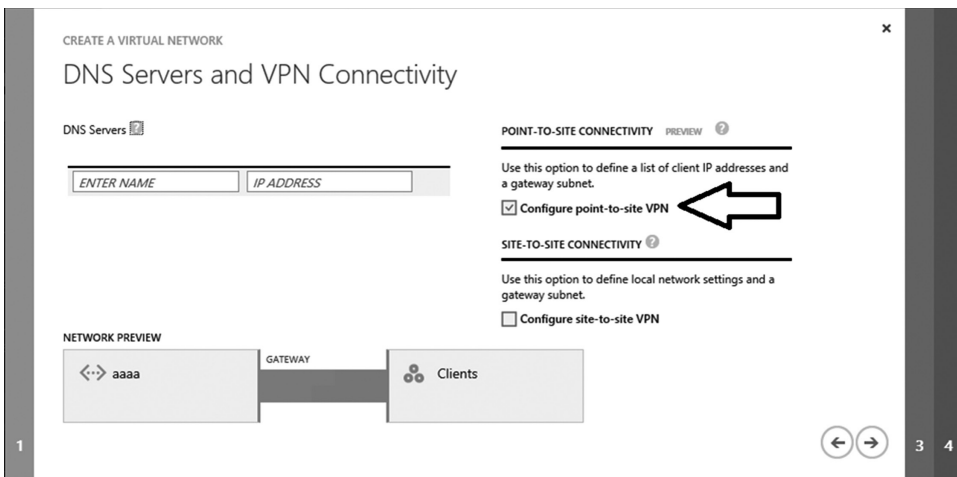 CREATE A VIRTUAL NETWORK
DNS Servers and VPN Connectivity
DNS Servers ?
ENTER NAME
IP ADDRESS
POINT-TO-SITE CONNECTIVITY PREVIEW ?
Use this option to define a list of client IP addresses and
a gateway subnet.
Configure point-to-site VPN
SITE-TO-SITE CONNECTIVITY ?
Use this option to define local network settings and a
gateway subnet.
Configure site-to-site VPN
NETWORK PREVIEW
aaaa
GATEWAY
Clients
1
3 4